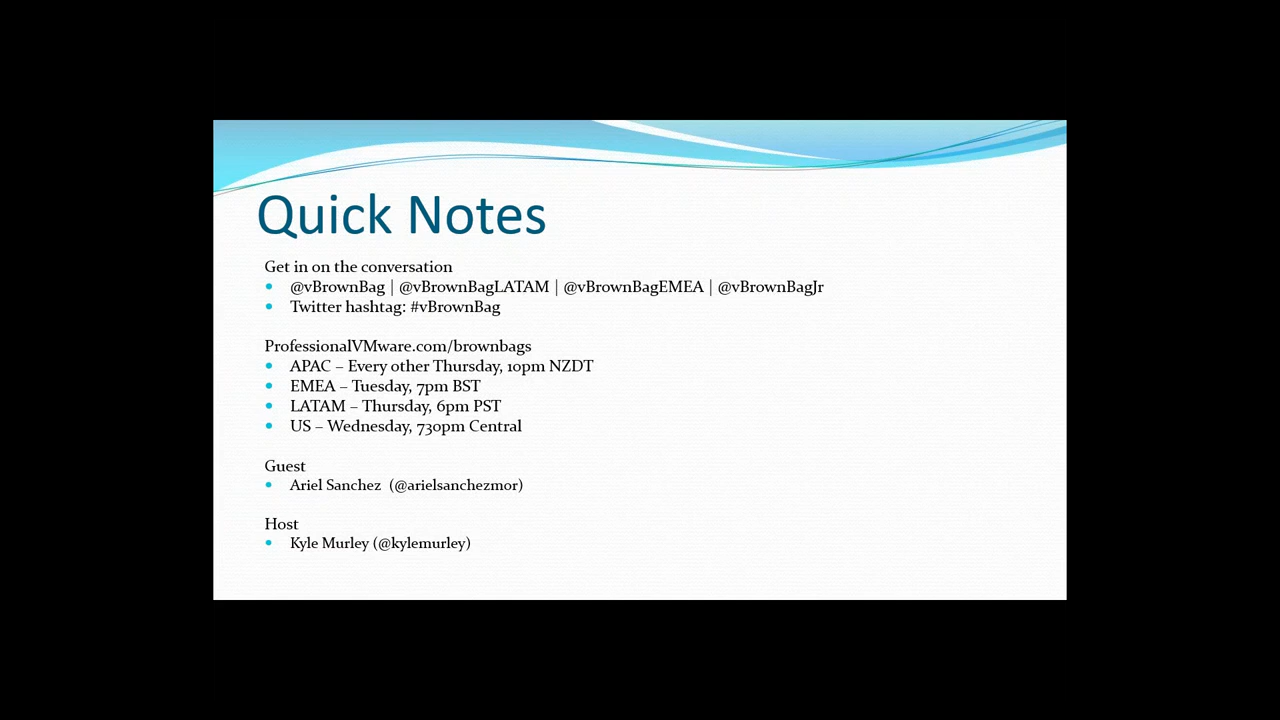 Quick Notes
Get in on the conversation
@vBrownBag | @vBrownBagLATAM | @vBrownBagEMEA | @vBrownBagJr
Twitter hashtag: #vBrownBag
ProfessionalVMware.com/brownbags
APAC – Every other Thursday, 10pm NZDT
EMEA – Tuesday, 7pm BST
LATAM – Thursday, 6pm PST
US – Wednesday, 730pm Central
Guest
Ariel Sanchez (@arielsanchezmor)
Host
Kyle Murley (@kylemurley)